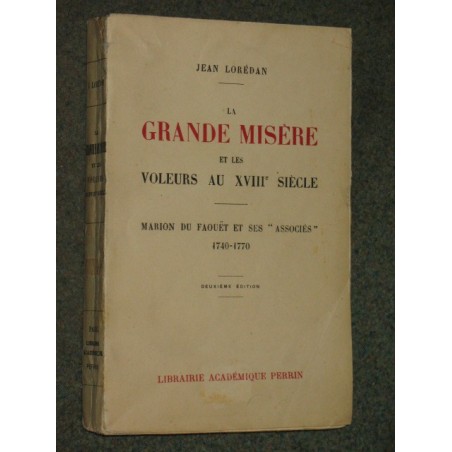 JEAN LORÉDAN
LA
GRANDE MISÈRE
ET LES
VOLEURS AU XVIIIᵉ SIÈCLE
MARION DU FAOUËT ET SES "ASSOCIÉS"
1740-1770
DEUXIÈME ÉDITION
LIBRAIRIE ACADÉMIQUE PERRIN